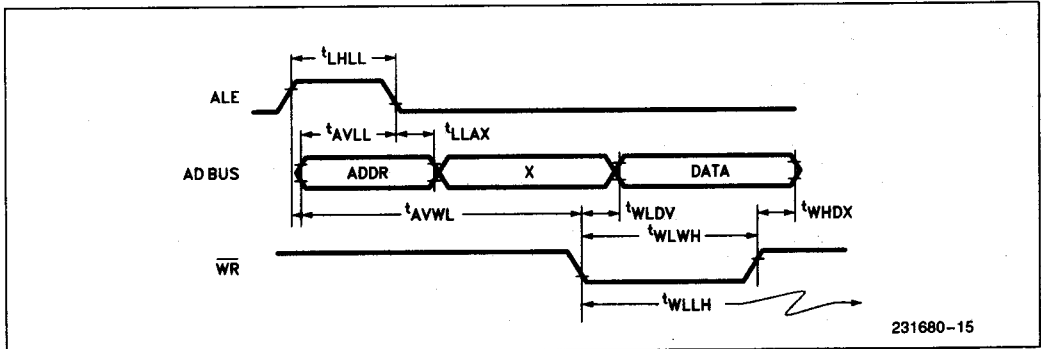 tLHLL
ALE
tAVLL
tLLAX
AD BUS
ADDR
X
DATA
tAVWL
tWLDV
tWHDX
tWLWH
WR
tWLLH
231680-15